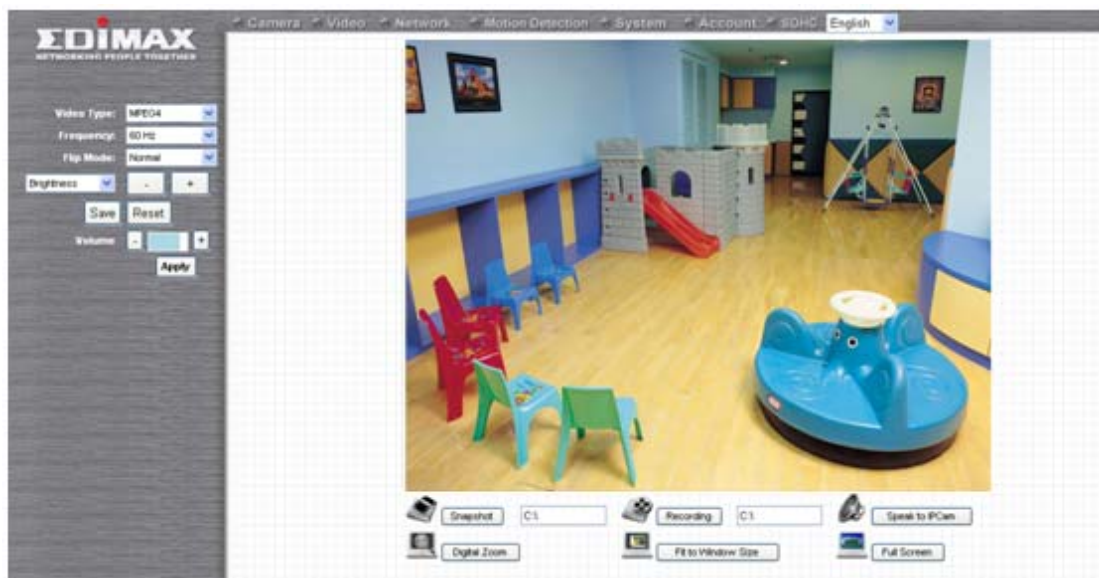 Camera Video Network Motion Detection System Account SDHC English
EDIMAX
NETWORKING PEOPLE TOGETHER
Video Type: MPEG4
Frequency: 60 Hz
Flip Mode: Normal
Brightness - +
Save Reset
Volume - +
Apply
Snapshot C:\ Recording C:\ Speak to IPCam
Digital Zoom Fit to Window Size Full Screen